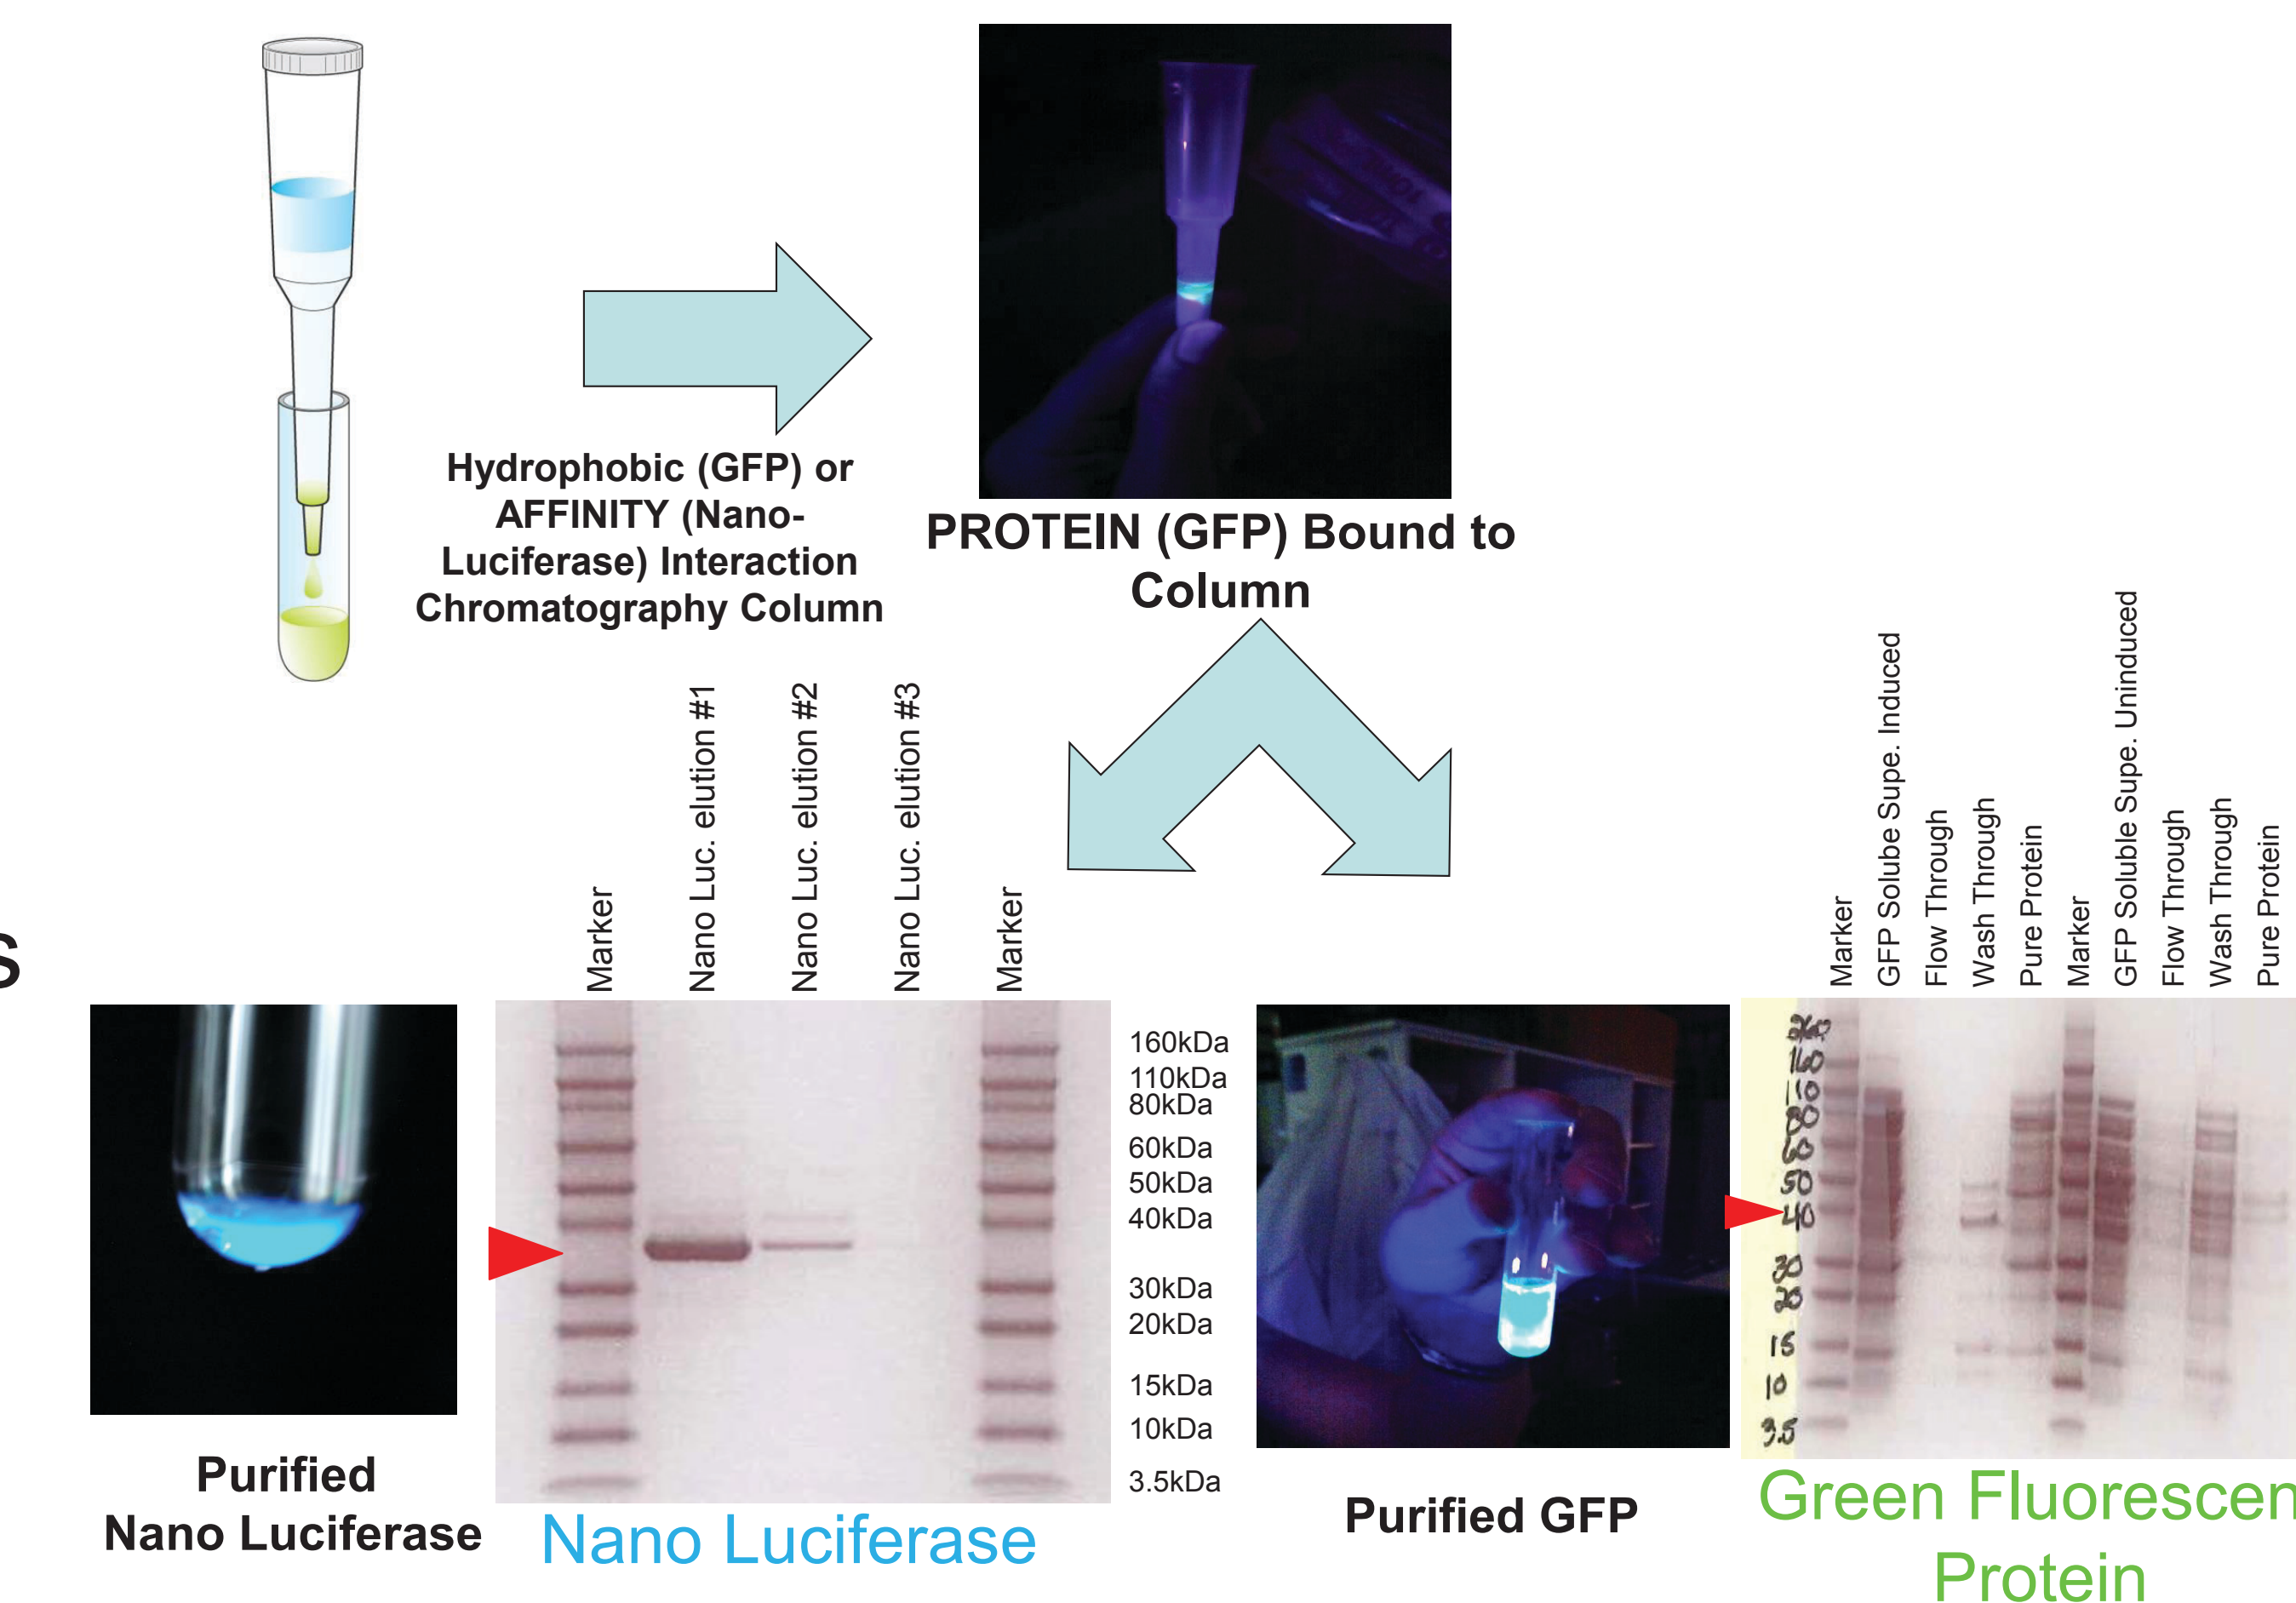 Hydrophobic (GFP) or
AFFINITY (Nano-
Luciferase) Interaction
Chromatography Column
PROTEIN (GFP) Bound to
Column
s
Marker
Nano Luc. elution #1
Nano Luc. elution #2
Nano Luc. elution #3
Marker
160kDa
110kDa
80kDa
60kDa
50kDa
40kDa
30kDa
20kDa
15kDa
10kDa
3.5kDa
Purified
Nano Luciferase
Nano Luciferase
Purified GFP
Marker
GFP Solube Supe. Induced
Flow Through
Wash Through
Pure Protein
Marker
GFP Soluble Supe. Uninduced
Flow Through
Wash Through
Pure Protein
260
160
110
80
60
50
40
30
20
15
10
3.5
Green Fluorescen
Protein